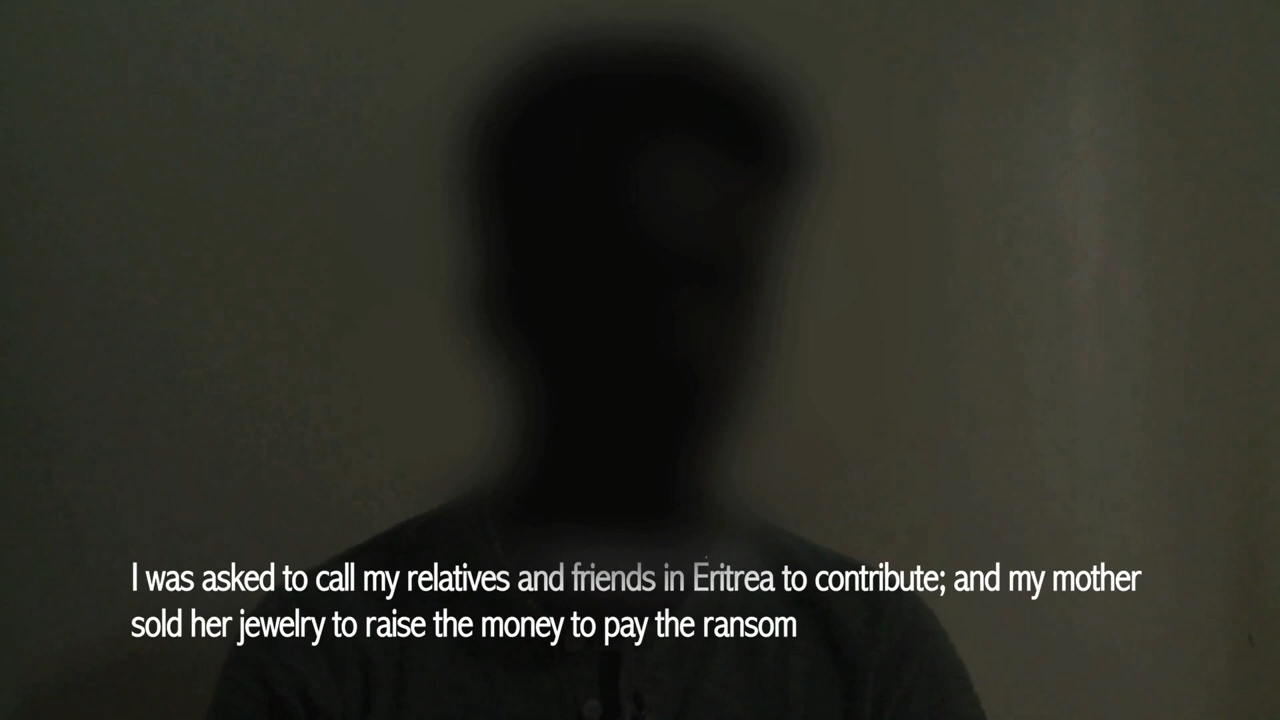 I was asked to call my relatives and friends in Eritrea to contribute; and my mother
sold her jewelry to raise the money to pay the ransom